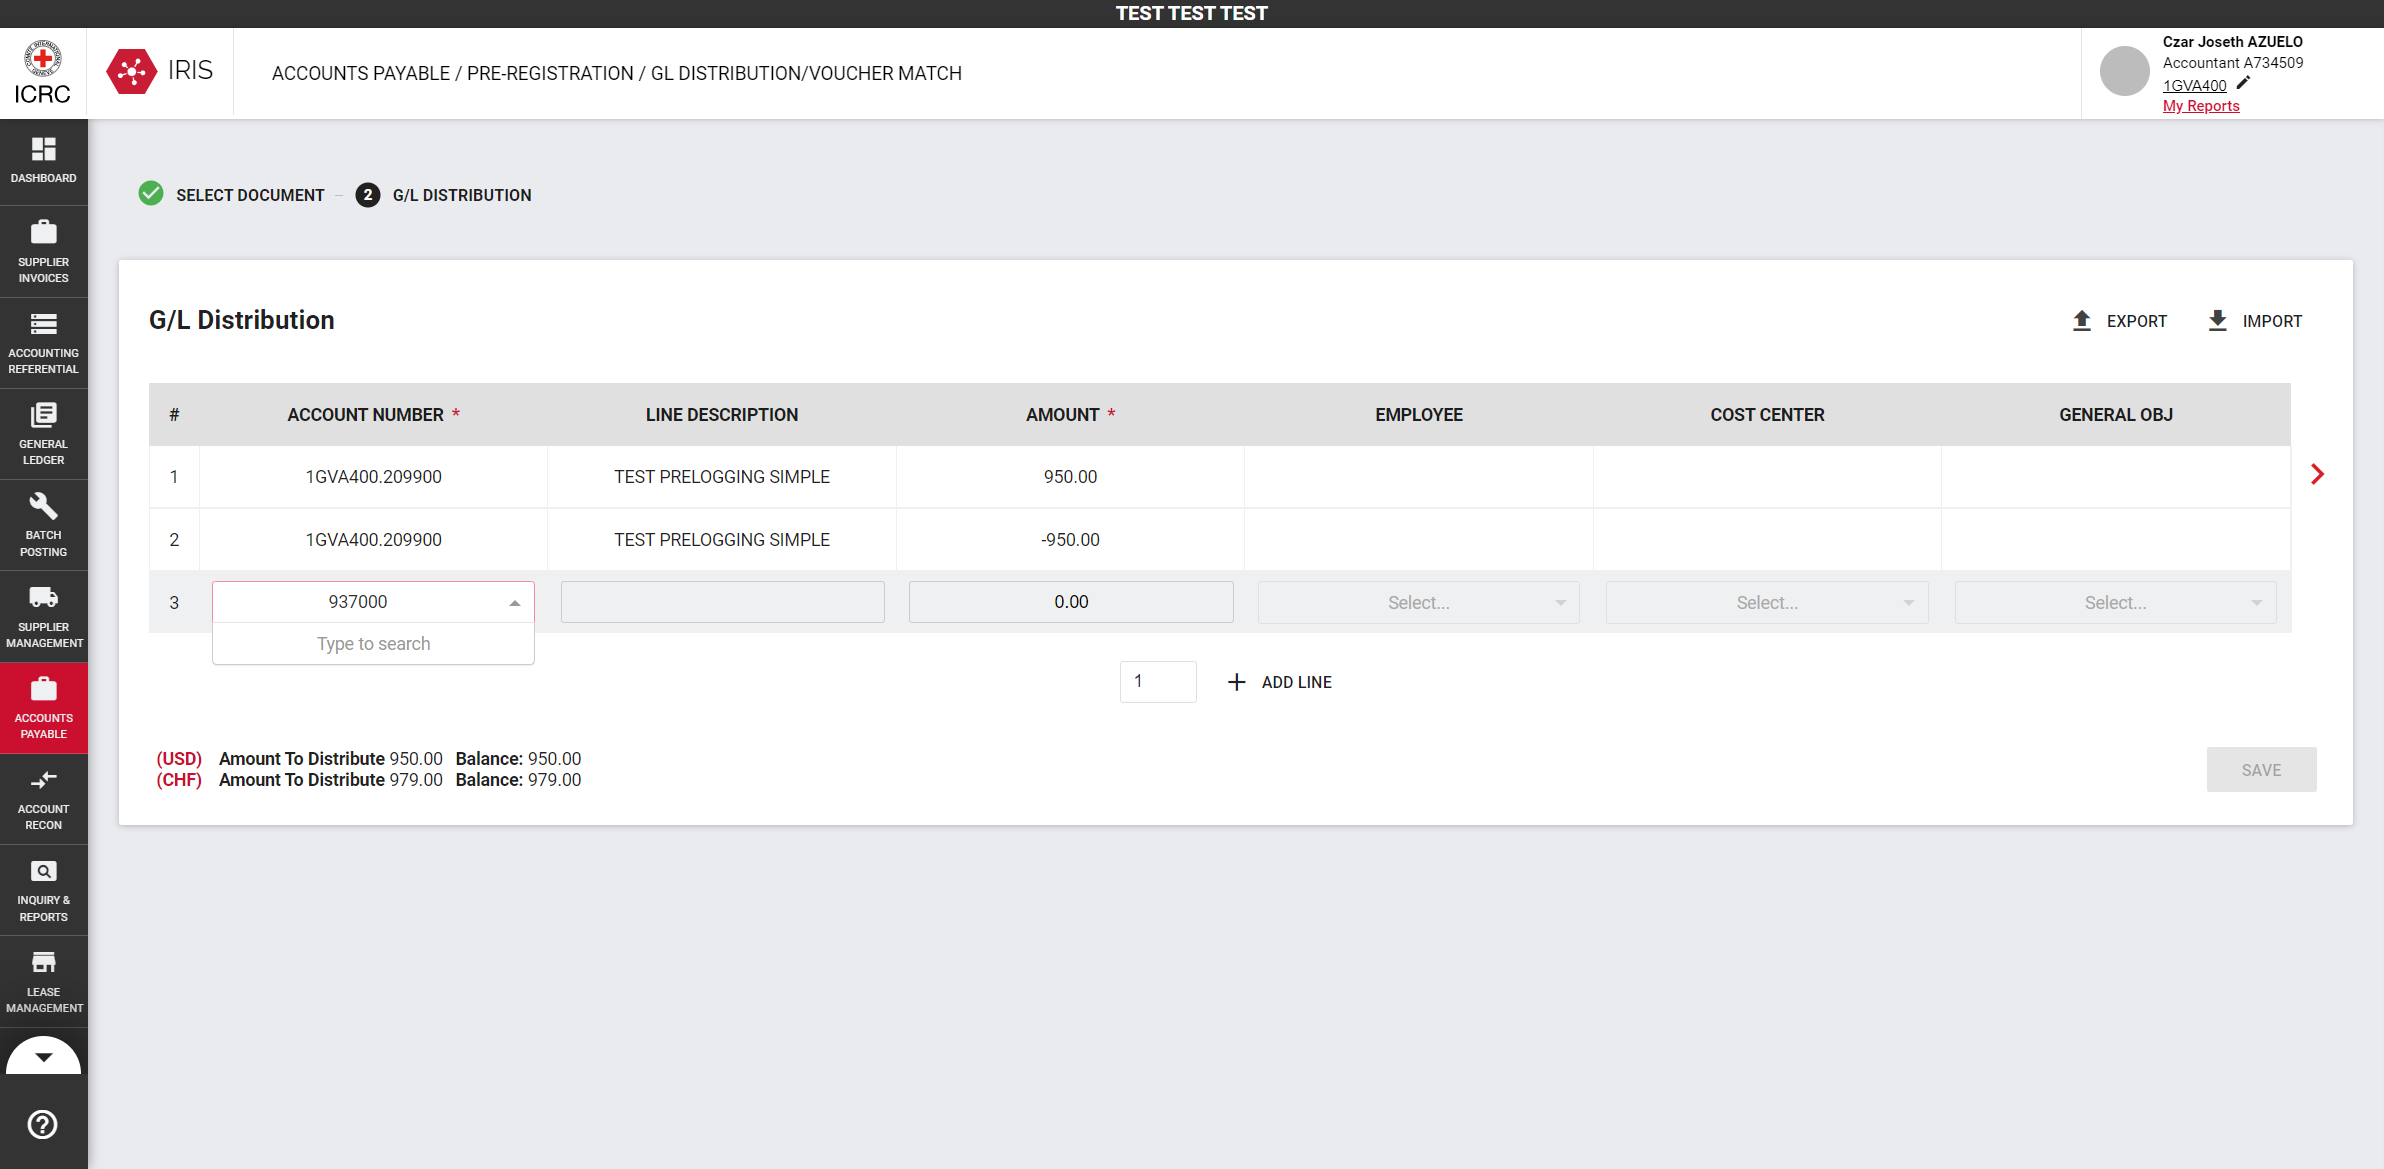 TEST TEST TEST
ICRC
IRIS
ACCOUNTS PAYABLE / PRE-REGISTRATION / GL DISTRIBUTION/VOUCHER MATCH
Czar Joseth AZUELO
Accountant A734509
1GVA400
My Reports
DASHBOARD
SUPPLIER
INVOICES
ACCOUNTING
REFERENTIAL
GENERAL
LEDGER
BATCH
POSTING
SUPPLIER
MANAGEMENT
ACCOUNTS
PAYABLE
ACCOUNT
RECON
INQUIRY &
REPORTS
LEASE
MANAGEMENT
SELECT DOCUMENT – 2 G/L DISTRIBUTION
G/L Distribution
EXPORT IMPORT
# ACCOUNT NUMBER * LINE DESCRIPTION AMOUNT * EMPLOYEE COST CENTER GENERAL OBJ
1 1GVA400.209900 TEST PRELOGGING SIMPLE 950.00
2 1GVA400.209900 TEST PRELOGGING SIMPLE -950.00
3 937000 0.00 Select... Select... Select...
Type to search
1 + ADD LINE
(USD) Amount To Distribute 950.00 Balance: 950.00
(CHF) Amount To Distribute 979.00 Balance: 979.00
SAVE